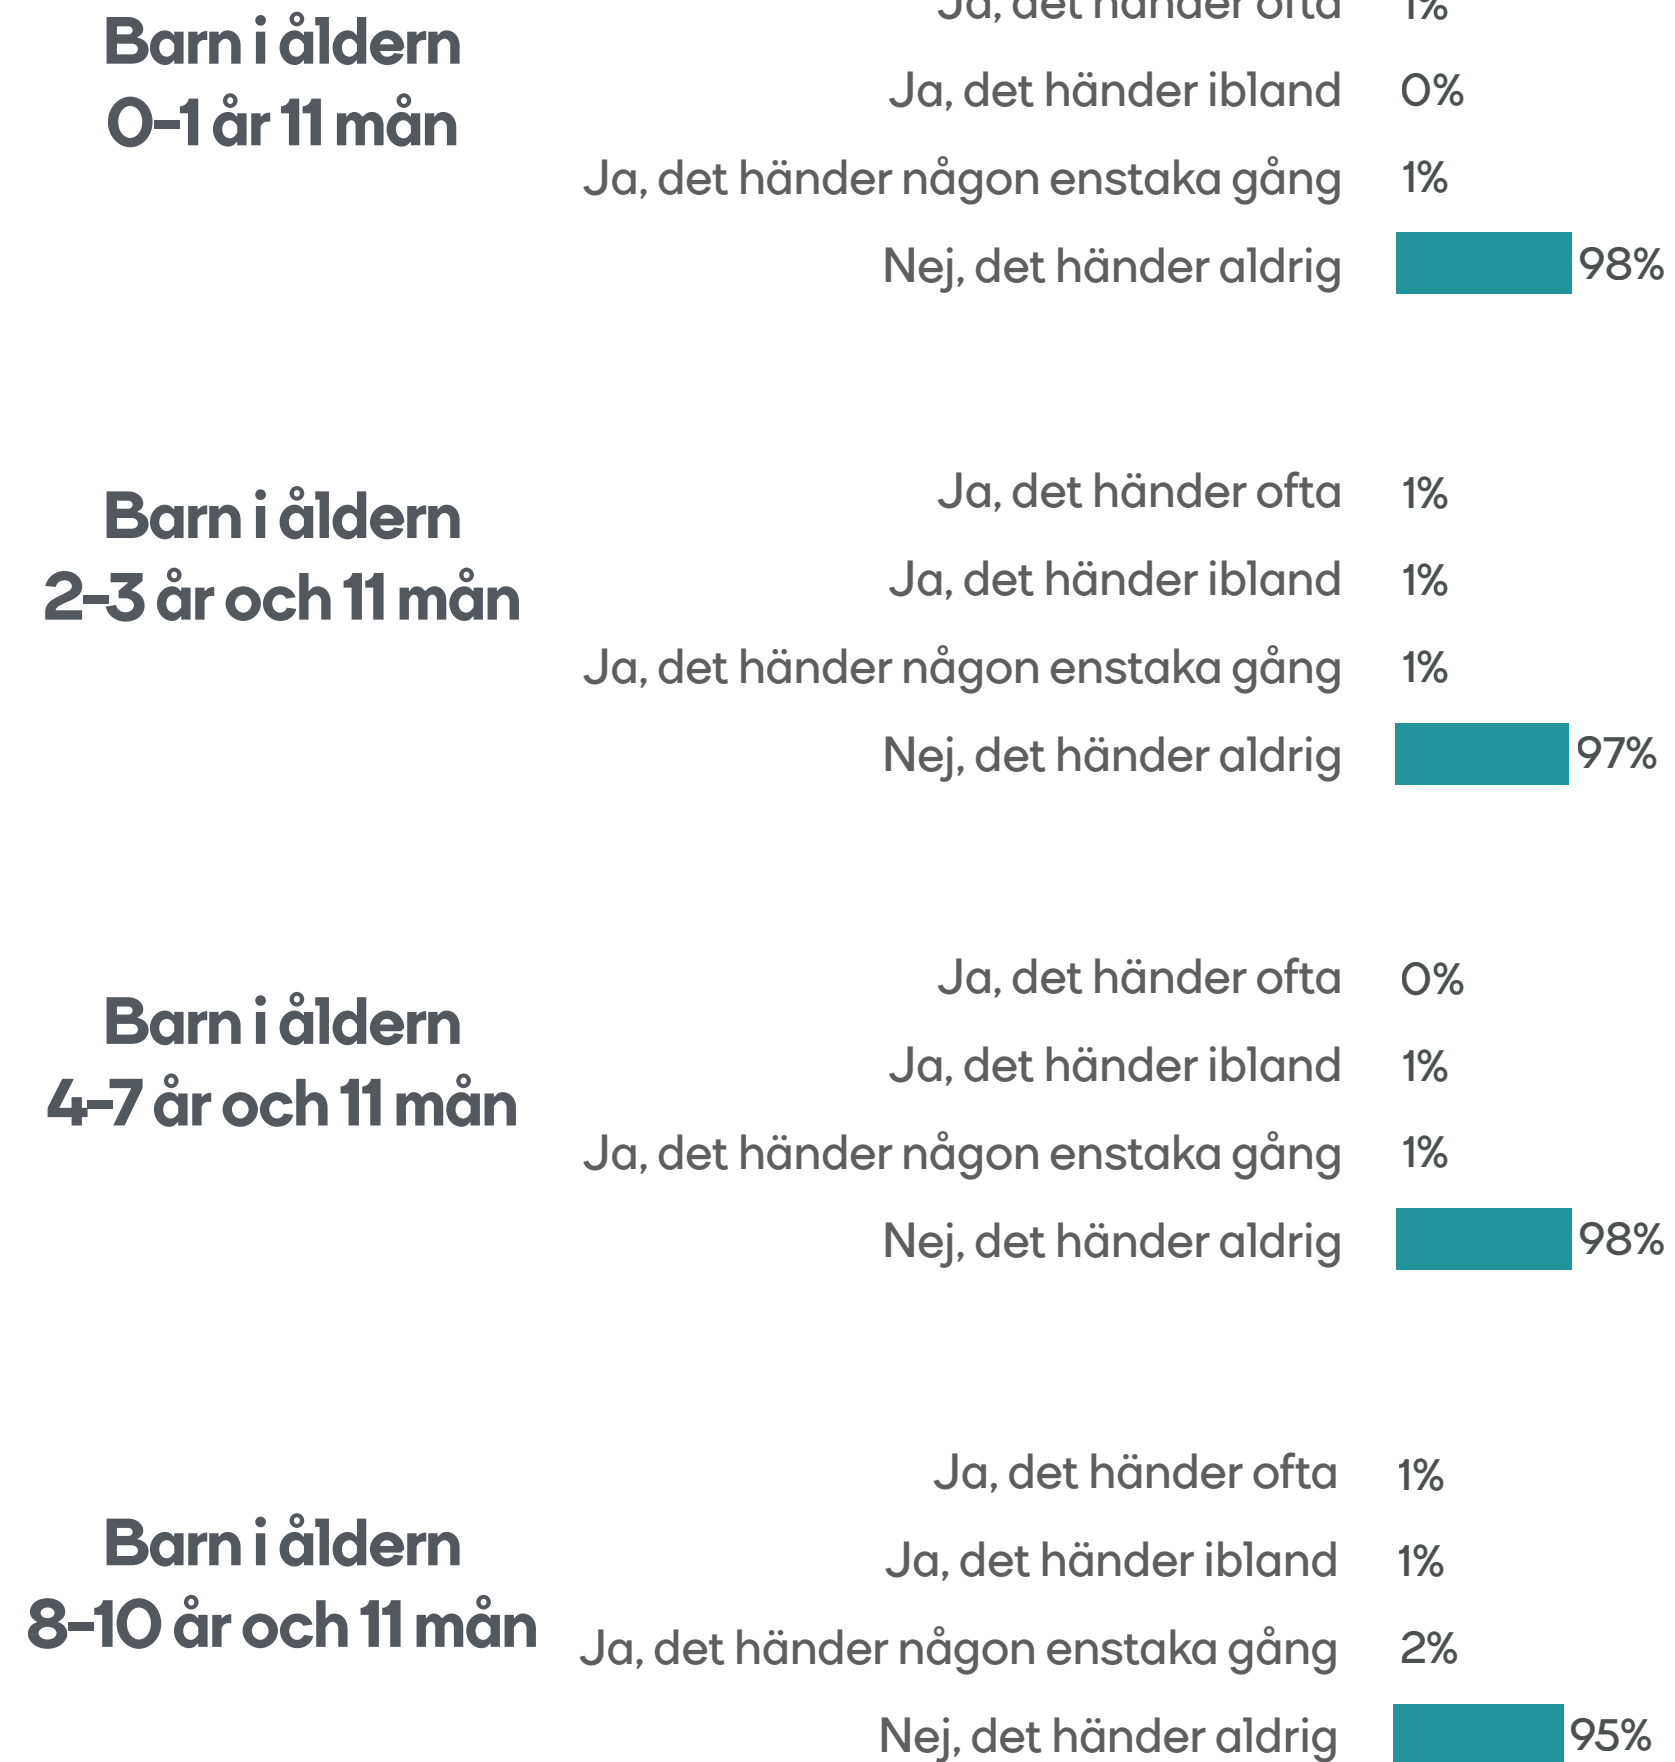 Barn i åldern
0–1 år 11 mån
Ja, det händer ofta 1%
Ja, det händer ibland 0%
Ja, det händer någon enstaka gång 1%
Nej, det händer aldrig 98%
Barn i åldern
2–3 år och 11 mån
Ja, det händer ofta 1%
Ja, det händer ibland 1%
Ja, det händer någon enstaka gång 1%
Nej, det händer aldrig 97%
Barn i åldern
4–7 år och 11 mån
Ja, det händer ofta 0%
Ja, det händer ibland 1%
Ja, det händer någon enstaka gång 1%
Nej, det händer aldrig 98%
Barn i åldern
8–10 år och 11 mån
Ja, det händer ofta 1%
Ja, det händer ibland 1%
Ja, det händer någon enstaka gång 2%
Nej, det händer aldrig 95%